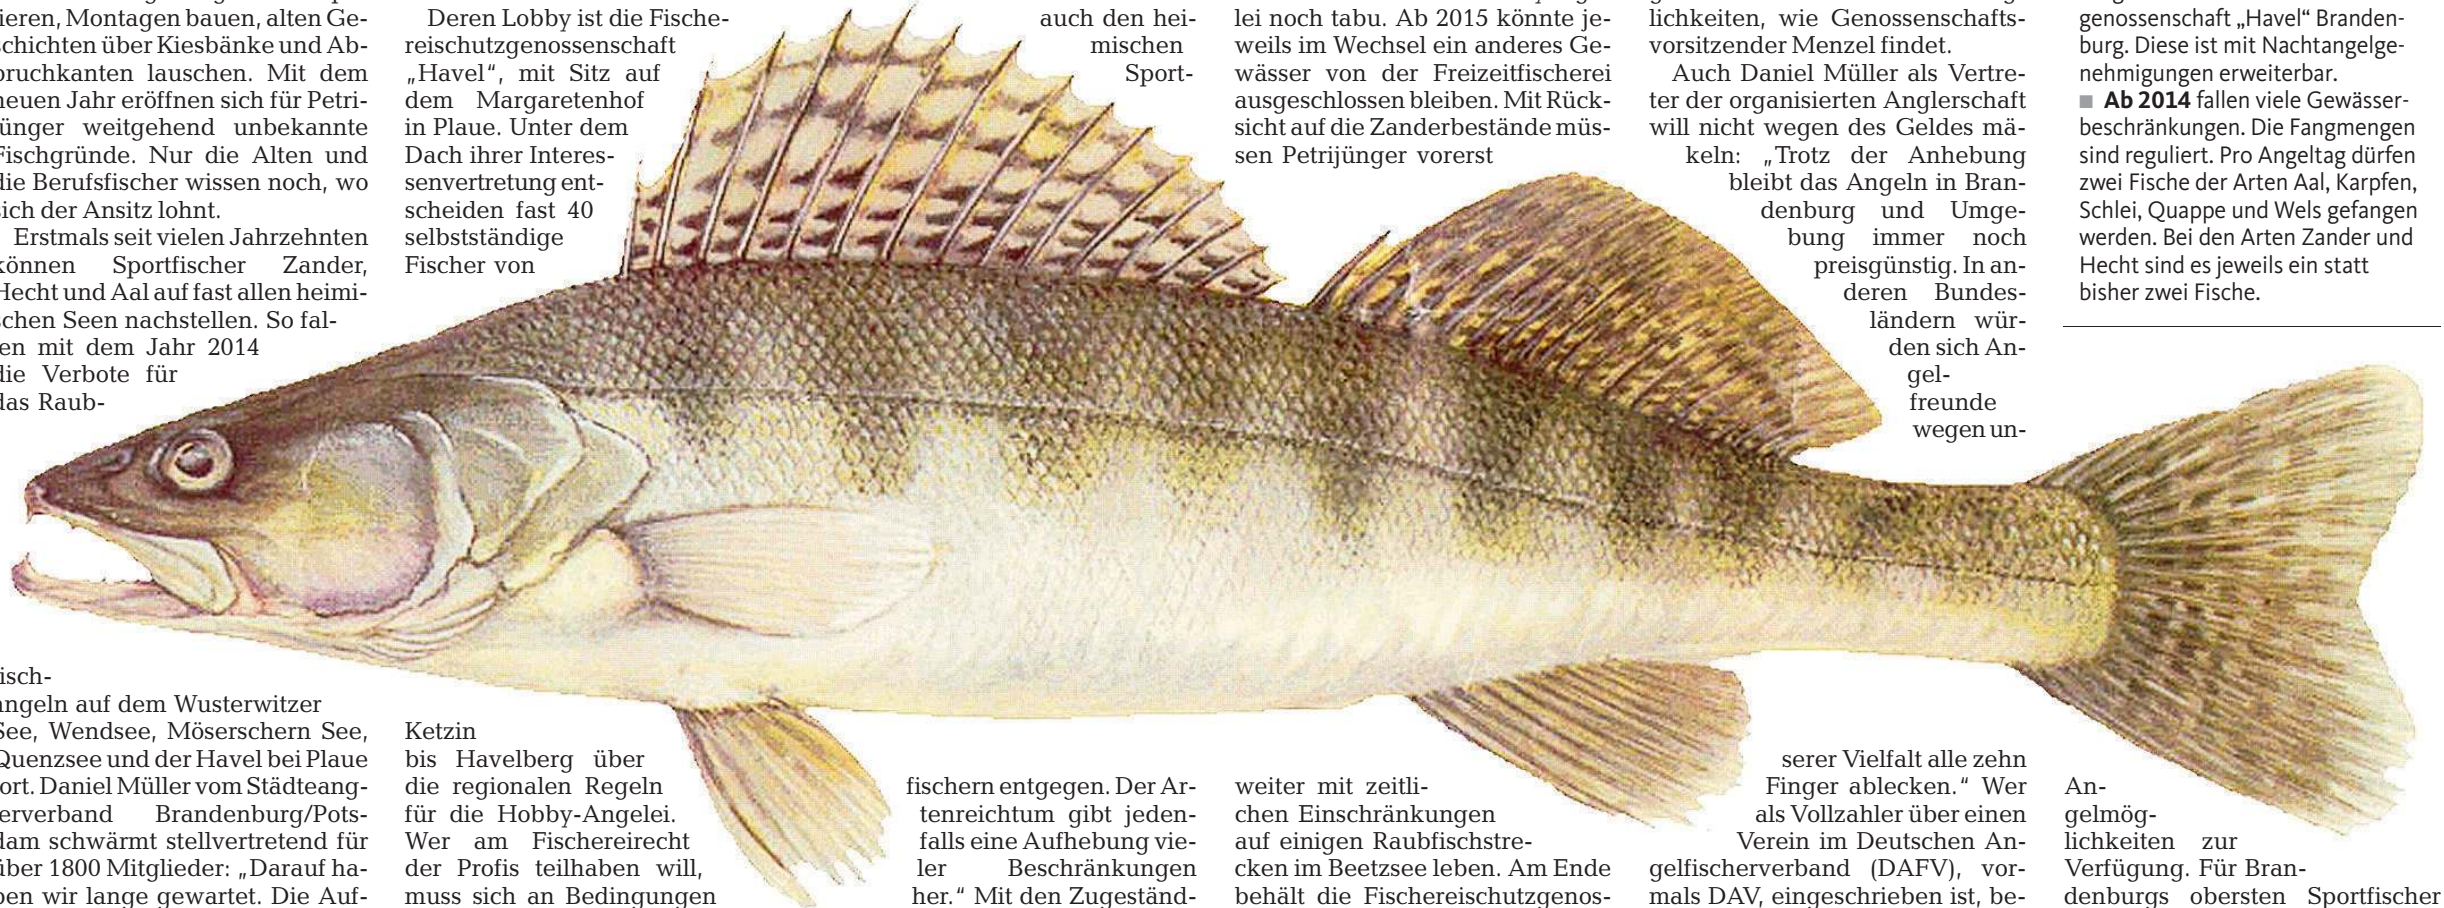 ieren, Montagen bauen, alten Ge-
schichten über Kiesbänke und Ab-
bruchkanten lauschen. Mit dem
neuen Jahr eröffnen sich für Petri-
jünger weitgehend unbekannte
Fischgründe. Nur die Alten und
die Berufsfischer wissen noch, wo
sich der Ansitz lohnt.
Erstmals seit vielen Jahrzehnten
können Sportfischer Zander,
Hecht und Aal auf fast allen heimi-
schen Seen nachstellen. So fal-
len mit dem Jahr 2014
die Verbote für
das Raub-
fisch-
angeln auf dem Wusterwitzer
See, Wendsee, Möserschern See,
Quenzsee und der Havel bei Plaue
fort. Daniel Müller vom Städteang-
lerverband Brandenburg/Pots-
dam schwärmt stellvertretend für
über 1800 Mitglieder: „Darauf ha-
ben wir lange gewartet. Die Auf-
Deren Lobby ist die Fische-
reischutzgenossenschaft
„Havel“, mit Sitz auf
dem Margaretenhof
in Plaue. Unter dem
Dach ihrer Interes-
senvertretung ent-
scheiden fast 40
selbstständige
Fischer von
Ketzin
bis Havelberg über
die regionalen Regeln
für die Hobby-Angelei.
Wer am Fischereirecht
der Profis teilhaben will,
muss sich an Bedingungen
auch den hei-
mischen
Sport-
fischern entgegen. Der Ar-
tenreichtum gibt jeden-
falls eine Aufhebung vie-
ler Beschränkungen
her.“ Mit den Zugeständ-
lei noch tabu. Ab 2015 könnte je-
weils im Wechsel ein anderes Ge-
wässer von der Freizeitfischerei
ausgeschlossen bleiben. Mit Rück-
sicht auf die Zanderbestände müs-
sen Petrijünger vorerst
weiter mit zeitli-
chen Einschränkungen
auf einigen Raubfischstre-
cken im Beetzsee leben. Am Ende
behält die Fischereischutzgenos-
lichkeiten, wie Genossenschafts-
vorsitzender Menzel findet.
Auch Daniel Müller als Vertre-
ter der organisierten Anglerschaft
will nicht wegen des Geldes mä-
keln: „Trotz der Anhebung
bleibt das Angeln in Bran-
denburg und Umge-
bung immer noch
preisgünstig. In an-
deren Bundes-
ländern wür-
den sich An-
gel-
freunde
wegen un-
serer Vielfalt alle zehn
Finger ablecken.“ Wer
als Vollzahler über einen
Verein im Deutschen An-
gelfischerverband (DAFV), vor-
mals DAV, eingeschrieben ist, be-
genossenschaft „Havel“ Branden-
burg. Diese ist mit Nachtangelge-
nehmigungen erweiterbar.
■ Ab 2014 fallen viele Gewässer-
beschränkungen. Die Fangmengen
sind reguliert. Pro Angeltag dürfen
zwei Fische der Arten Aal, Karpfen,
Schlei, Quappe und Wels gefangen
werden. Bei den Arten Zander und
Hecht sind es jeweils ein statt
bisher zwei Fische.
An-
gelmög-
lichkeiten zur
Verfügung. Für Bran-
denburgs obersten Sportfischer